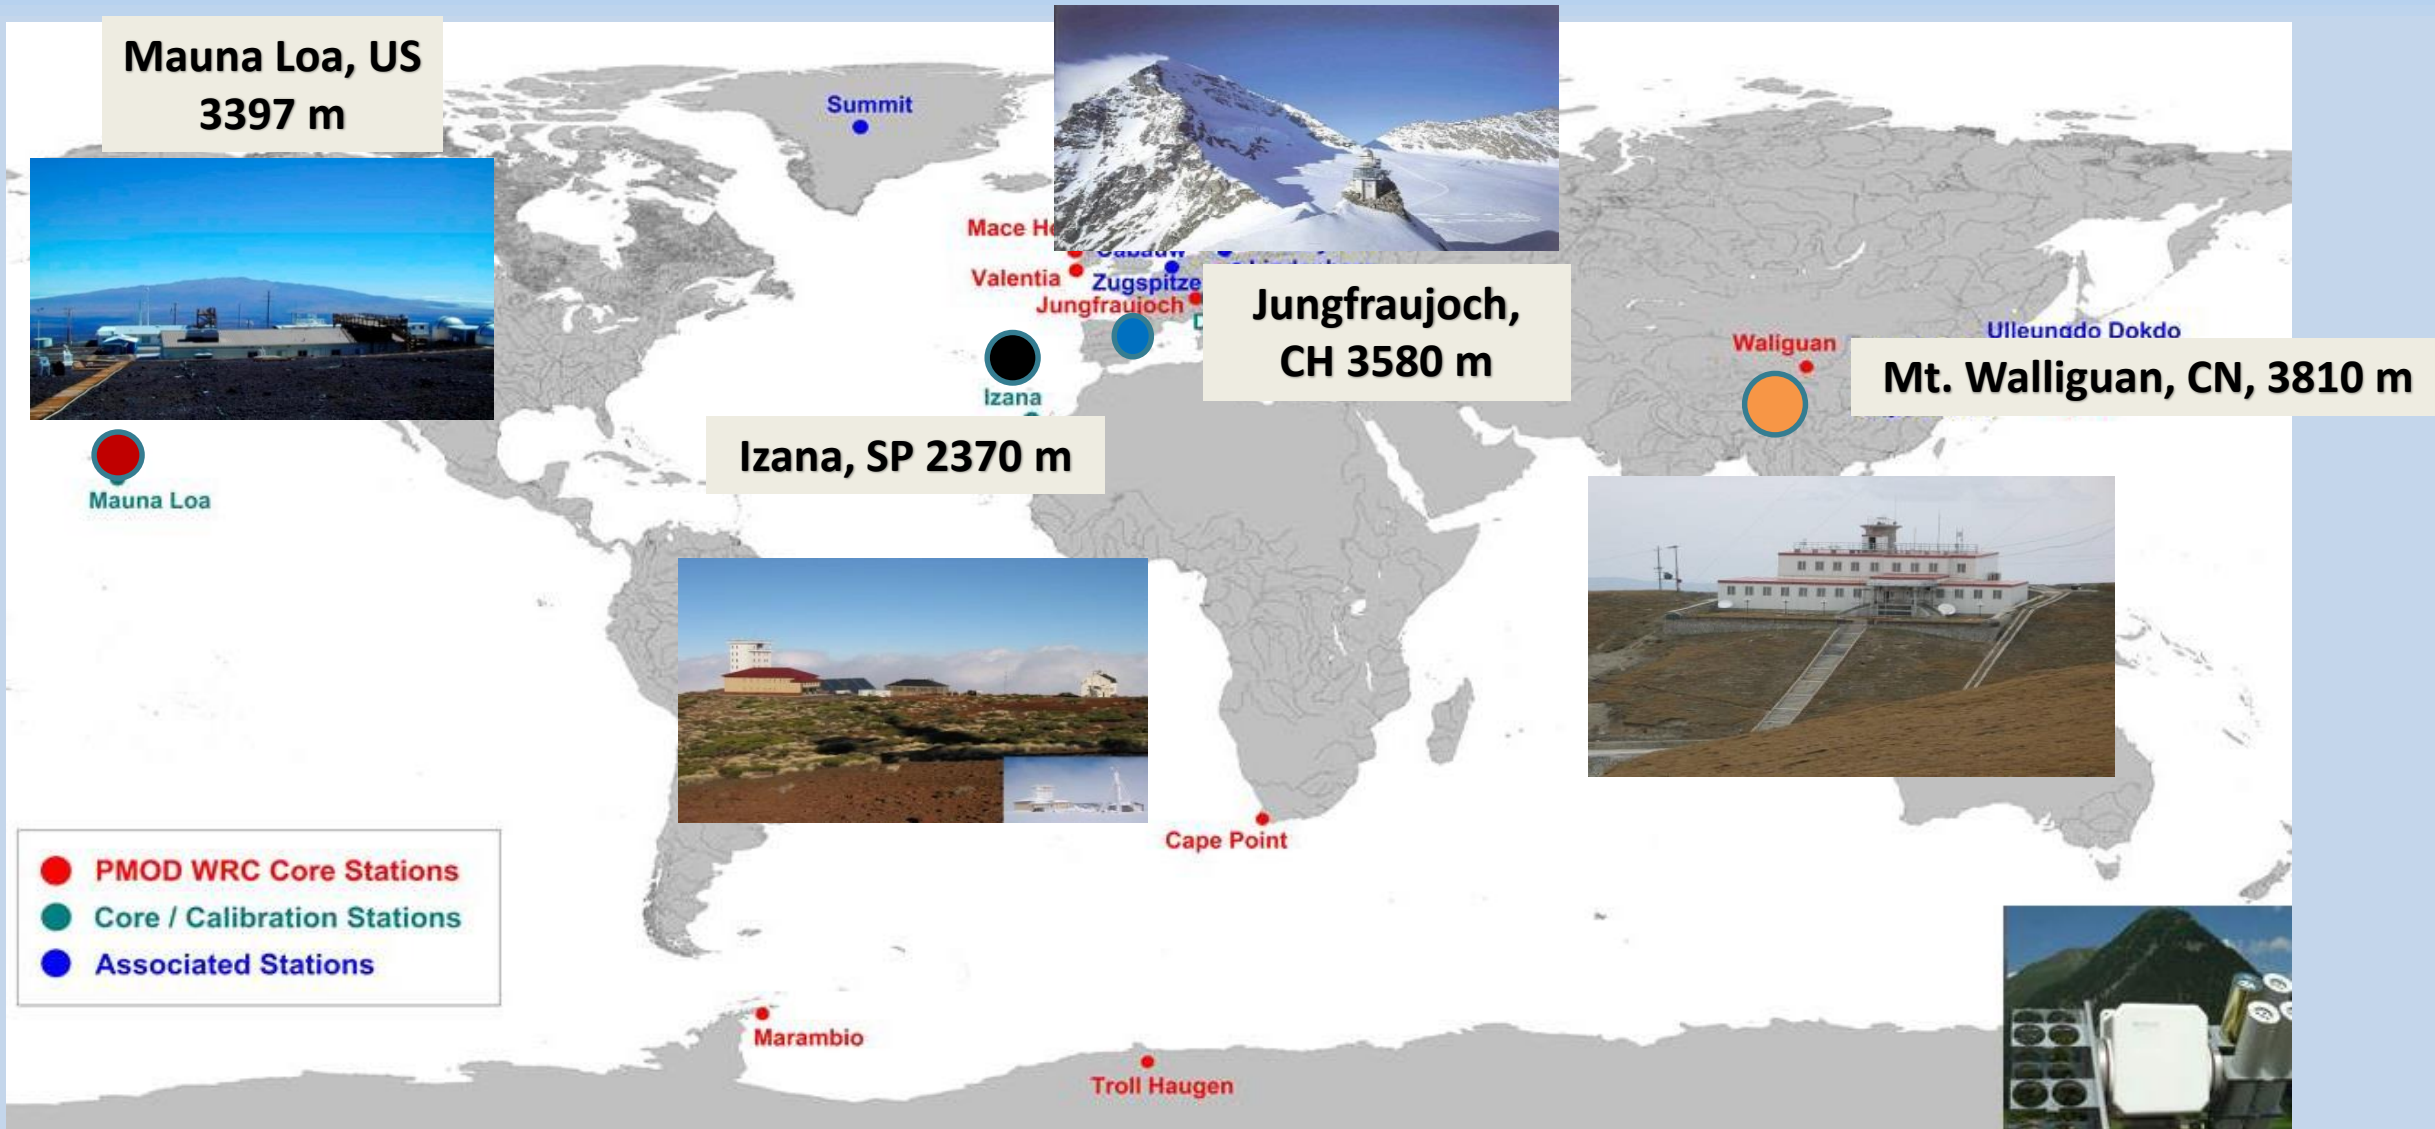 Mauna Loa, US
3397 m
Summit
Mace
Valentia
Zugspitze
Jungfraujoch
Jungfraujoch,
CH 3580 m
Izana
Izana, SP 2370 m
Waliguan
Ulleungdo Dokdo
Mt. Walliguan, CN, 3810 m
Mauna Loa
Cape Point
PMOD WRC Core Stations
Core / Calibration Stations
Associated Stations
Marambio
Troll Haugen